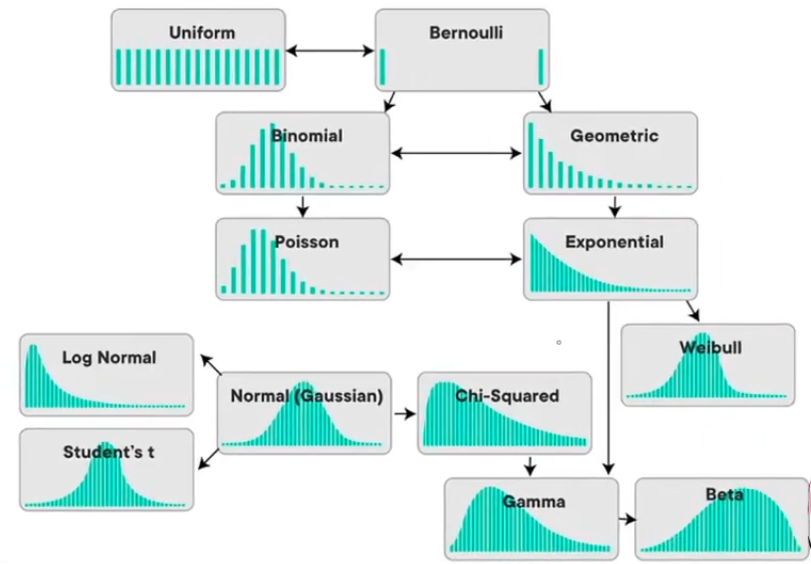 Uniform
Bernoulli
Binomial
Geometric
Poisson
Exponential
Weibull
Log Normal
Normal (Gaussian)
Chi-Squared
Student's t
Gamma
Beta